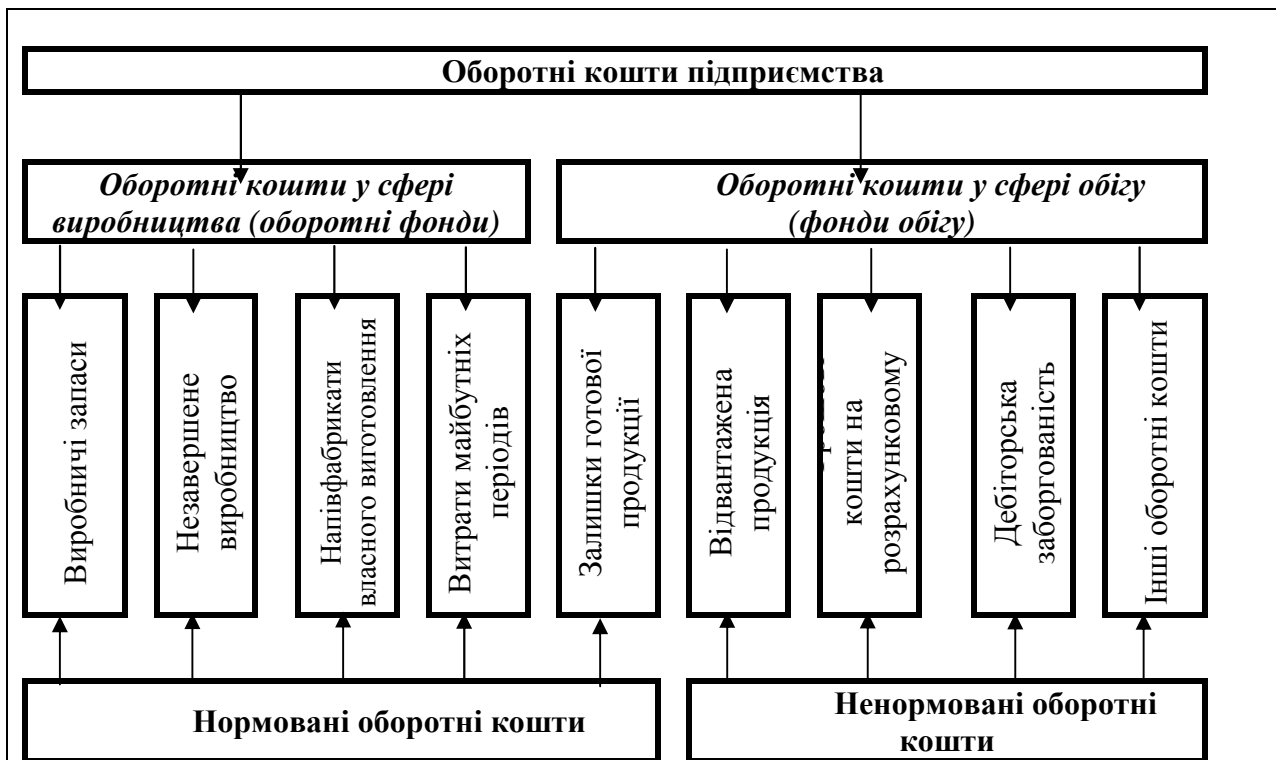 Оборотні кошти підприємства
Оборотні кошти у сфері
виробництва (оборотні фонди)
Оборотні кошти у сфері обігу
(фонди обігу)
Виробничі запаси
Незавершене
виробництво
Напівфабрикати
власного виготовлення
Витрати майбутніх
періодів
Залишки готової
продукції
Відвантажена
продукція
кошти на
розрахунковому
Дебіторська
заборгованість
Інші оборотні кошти
Нормовані оборотні кошти
Ненормовані оборотні
кошти